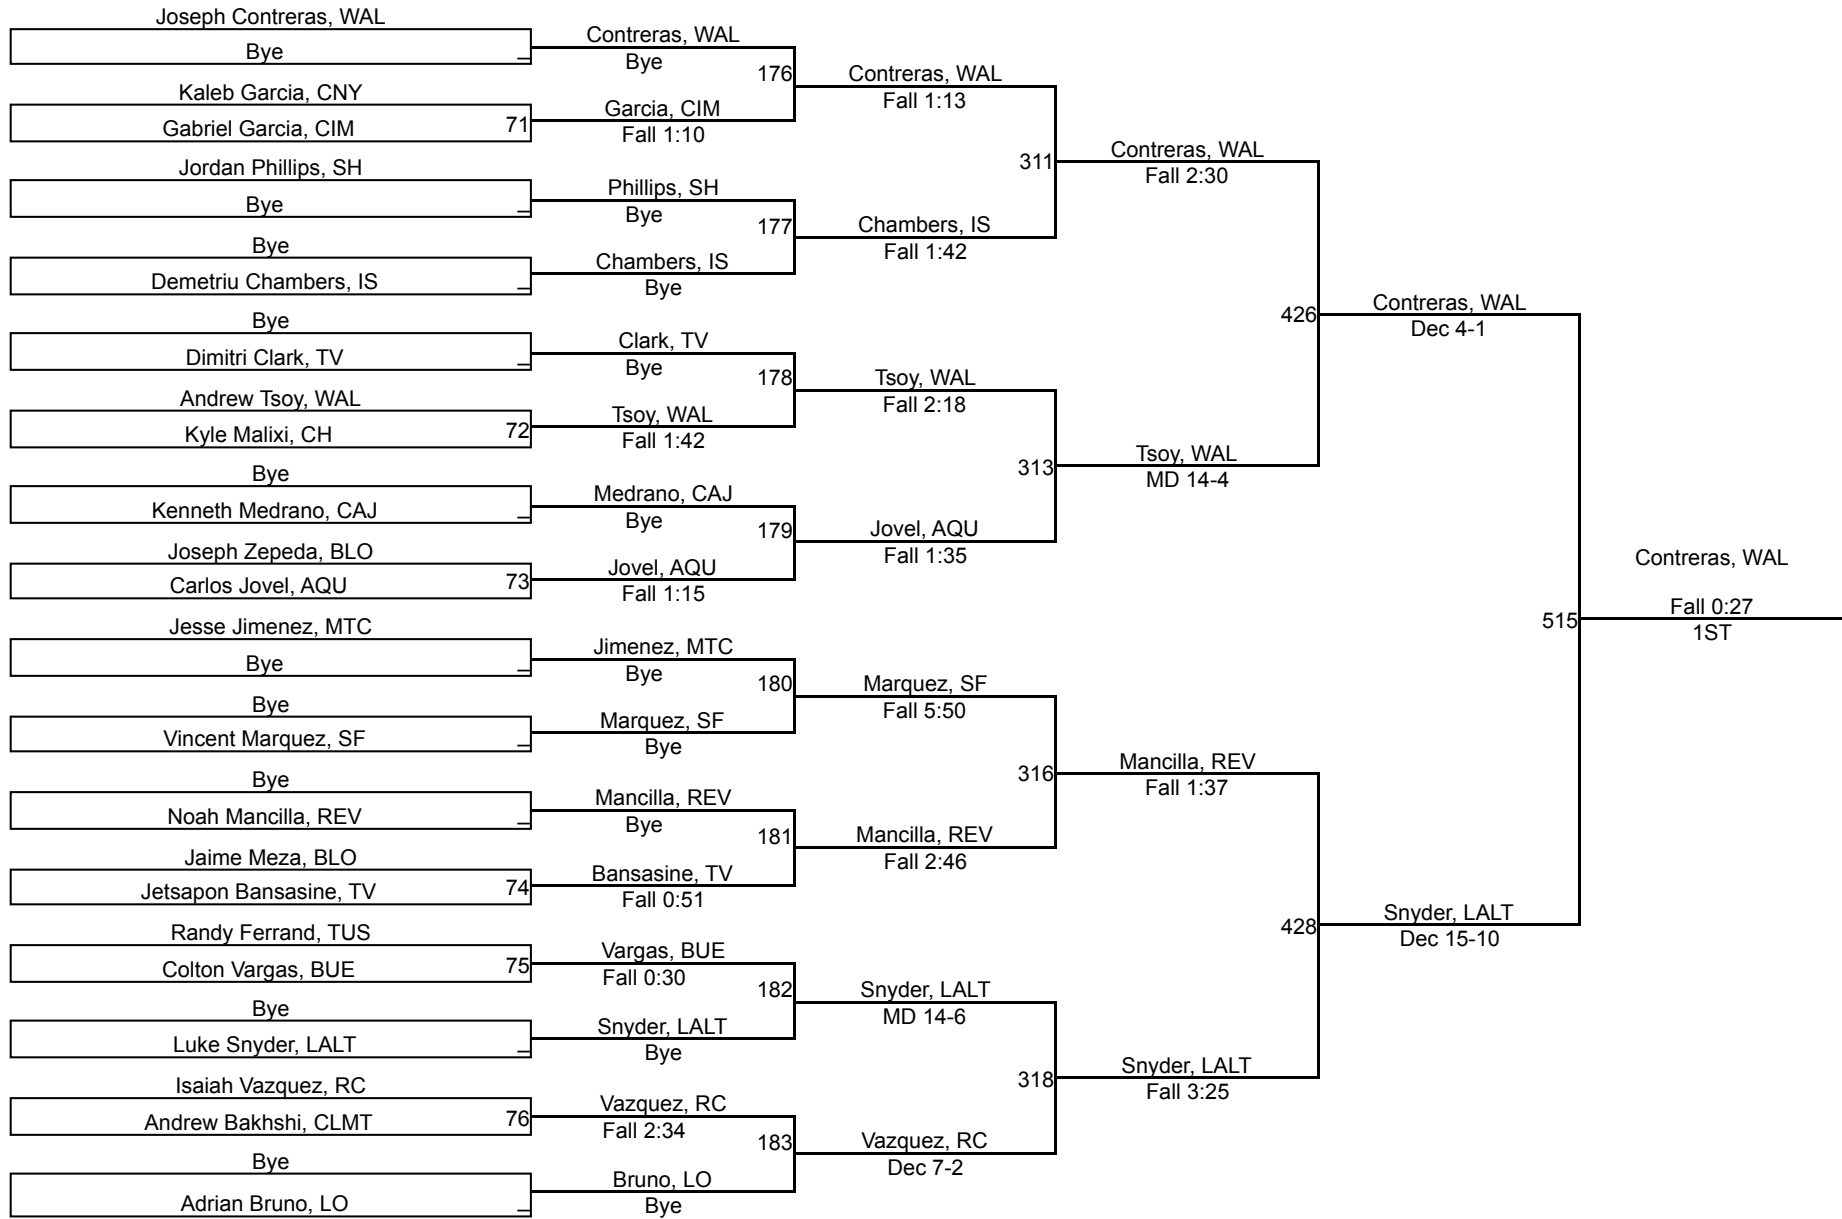 Joseph Contreras, WAL
Bye _
Kaleb Garcia, CNY
Gabriel Garcia, CIM 71
Jordan Phillips, SH
Bye _
Bye
Demetriu Chambers, IS _
Bye
Dimitri Clark, TV _
Andrew Tsoy, WAL
Kyle Malixi, CH 72
Bye
Kenneth Medrano, CAJ _
Joseph Zepeda, BLO
Carlos Jovel, AQU 73
Jesse Jimenez, MTC
Bye _
Bye
Vincent Marquez, SF _
Bye
Noah Mancilla, REV _
Jaime Meza, BLO
Jetsapon Bansasine, TV 74
Randy Ferrand, TUS
Colton Vargas, BUE 75
Bye
Luke Snyder, LALT _
Isaiah Vazquez, RC
Andrew Bakhshi, CLMT 76
Bye
Adrian Bruno, LO _
Contreras, WAL
Bye
176
Garcia, CIM
Fall 1:10
Phillips, SH
Bye
177
Chambers, IS
Bye
Clark, TV
Bye
178
Tsoy, WAL
Fall 1:42
Medrano, CAJ
Bye
179
Jovel, AQU
Fall 1:15
Jimenez, MTC
Bye
180
Marquez, SF
Bye
Mancilla, REV
Bye
181
Bansasine, TV
Fall 0:51
Vargas, BUE
Fall 0:30
182
Snyder, LALT
Bye
Vazquez, RC
Fall 2:34
183
Bruno, LO
Bye
Contreras, WAL
Fall 1:13
311
Chambers, IS
Fall 1:42
Tsoy, WAL
Fall 2:18
313
Jovel, AQU
Fall 1:35
Marquez, SF
Fall 5:50
316
Mancilla, REV
Fall 2:46
Snyder, LALT
MD 14-6
318
Vazquez, RC
Dec 7-2
Contreras, WAL
Fall 2:30
426
Tsoy, WAL
MD 14-4
Mancilla, REV
Fall 1:37
428
Snyder, LALT
Fall 3:25
Contreras, WAL
Dec 4-1
515
Snyder, LALT
Dec 15-10
Contreras, WAL
Fall 0:27
1ST